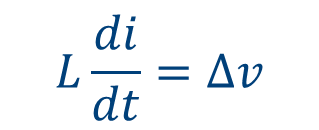 L di/dt = Δv